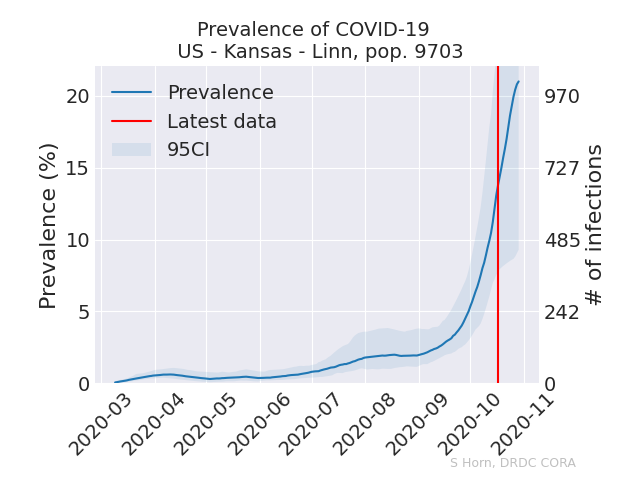 Prevalence of COVID-19
US - Kansas - Linn, pop. 9703
Prevalence
Latest data
95CI
Prevalence (%)
20
15
10
5
0
970
727
485
242
0
# of infections
2020-03
2020-04
2020-05
2020-06
2020-07
2020-08
2020-09
2020-10
2020-11
S Horn, DRDC CORA